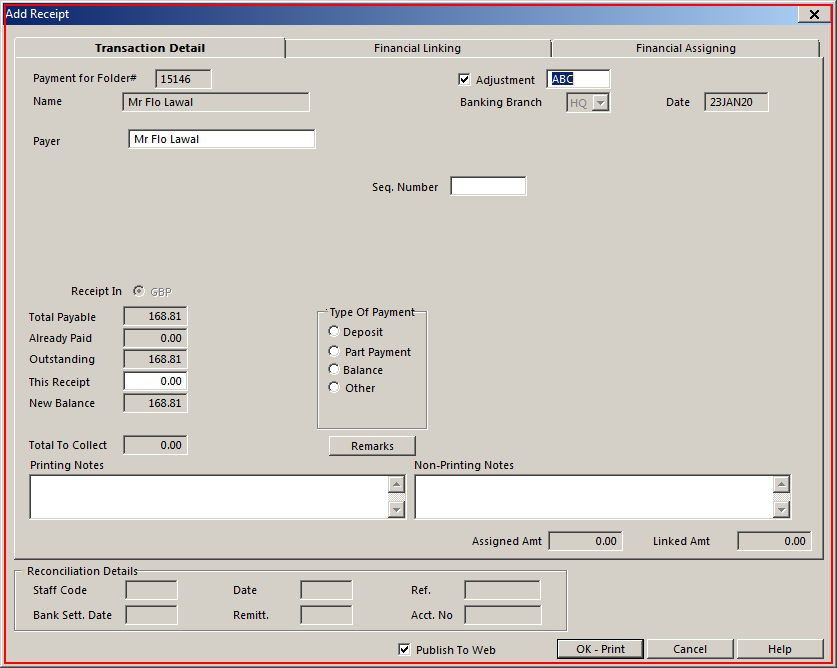 Add Receipt
Transaction Detail Financial Linking Financial Assigning
Payment for Folder# 15146 Adjustment ABC
Name Mr Flo Lawal Banking Branch HQ Date 23JAN20
Payer Mr Flo Lawal
Seq. Number
Receipt In GBP
Total Payable 168.81 Type Of Payment
Already Paid 0.00 Deposit
Outstanding 168.81 Part Payment
This Receipt 0.00 Balance
New Balance 168.81 Other
Total To Collect 0.00 Remarks
Printing Notes Non-Printing Notes
Assigned Amt 0.00 Linked Amt 0.00
Reconciliation Details
Staff Code Date Ref.
Bank Sett. Date Remitt. Acct. No
Publish To Web OK - Print Cancel Help